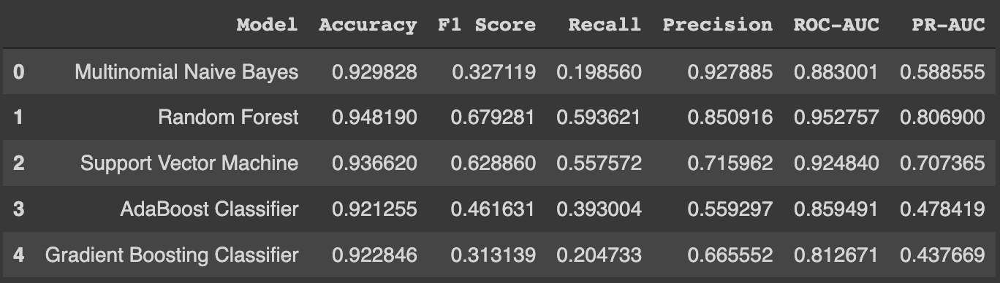 Model Accuracy F1 Score Recall Precision ROC-AUC PR-AUC
0 Multinomial Naive Bayes 0.929828 0.327119 0.198560 0.927885 0.883001 0.588555
1 Random Forest 0.948190 0.679281 0.593621 0.850916 0.952757 0.806900
2 Support Vector Machine 0.936620 0.628860 0.557572 0.715962 0.924840 0.707365
3 AdaBoost Classifier 0.921255 0.461631 0.393004 0.559297 0.859491 0.478419
4 Gradient Boosting Classifier 0.922846 0.313139 0.204733 0.665552 0.812671 0.437669